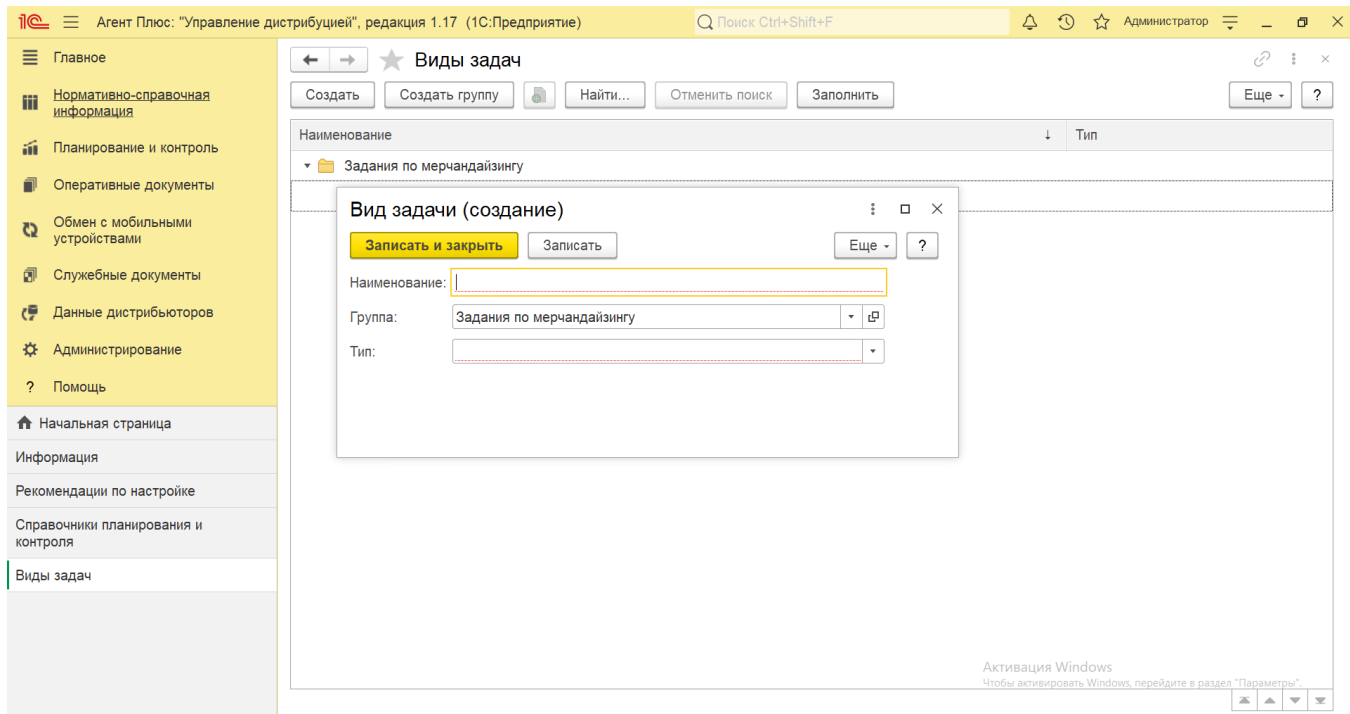 1С Агент Плюс: "Управление дистрибуцией", редакция 1.17 (1С:Предприятие) Поиск Ctrl+Shift+F Администратор
Главное
Нормативно-справочная
информация
Планирование и контроль
Оперативные документы
Обмен с мобильными
устройствами
Служебные документы
Данные дистрибьюторов
Администрирование
? Помощь
Начальная страница
Информация
Рекомендации по настройке
Справочники планирования и
контроля
Виды задач
Виды задач
Создать Создать группу Найти... Отменить поиск Заполнить Еще ?
Наименование ↓ Тип
Задания по мерчандайзингу
Вид задачи (создание)
Записать и закрыть Записать Еще ?
Наименование:
Группа: Задания по мерчандайзингу
Тип:
Активация Windows
Чтобы активировать Windows, перейдите в раздел "Параметры".